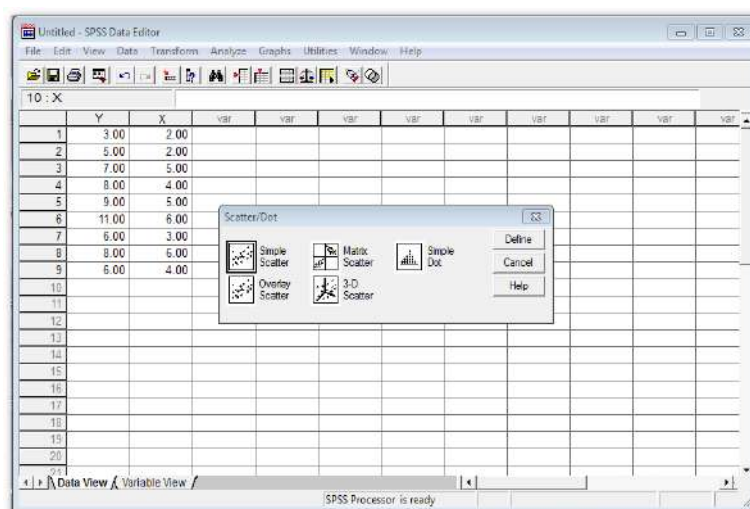 Untitled - SPSS Data Editor
File Edit View Data Transform Analyze Graphs Utilities Window Help
10 : X
Y X var var var var var var var var var
1 3.00 2.00
2 5.00 2.00
3 7.00 5.00
4 8.00 4.00
5 9.00 5.00
6 11.00 6.00
7 6.00 3.00
8 8.00 6.00
9 6.00 4.00
10
11
12
13
14
15
16
17
18
19
20
21
Scatter/Dot
Simple Scatter
Matrix Scatter
Simple Dot
Overlay Scatter
3-D Scatter
Define
Cancel
Help
Data View Variable View
SPSS Processor is ready